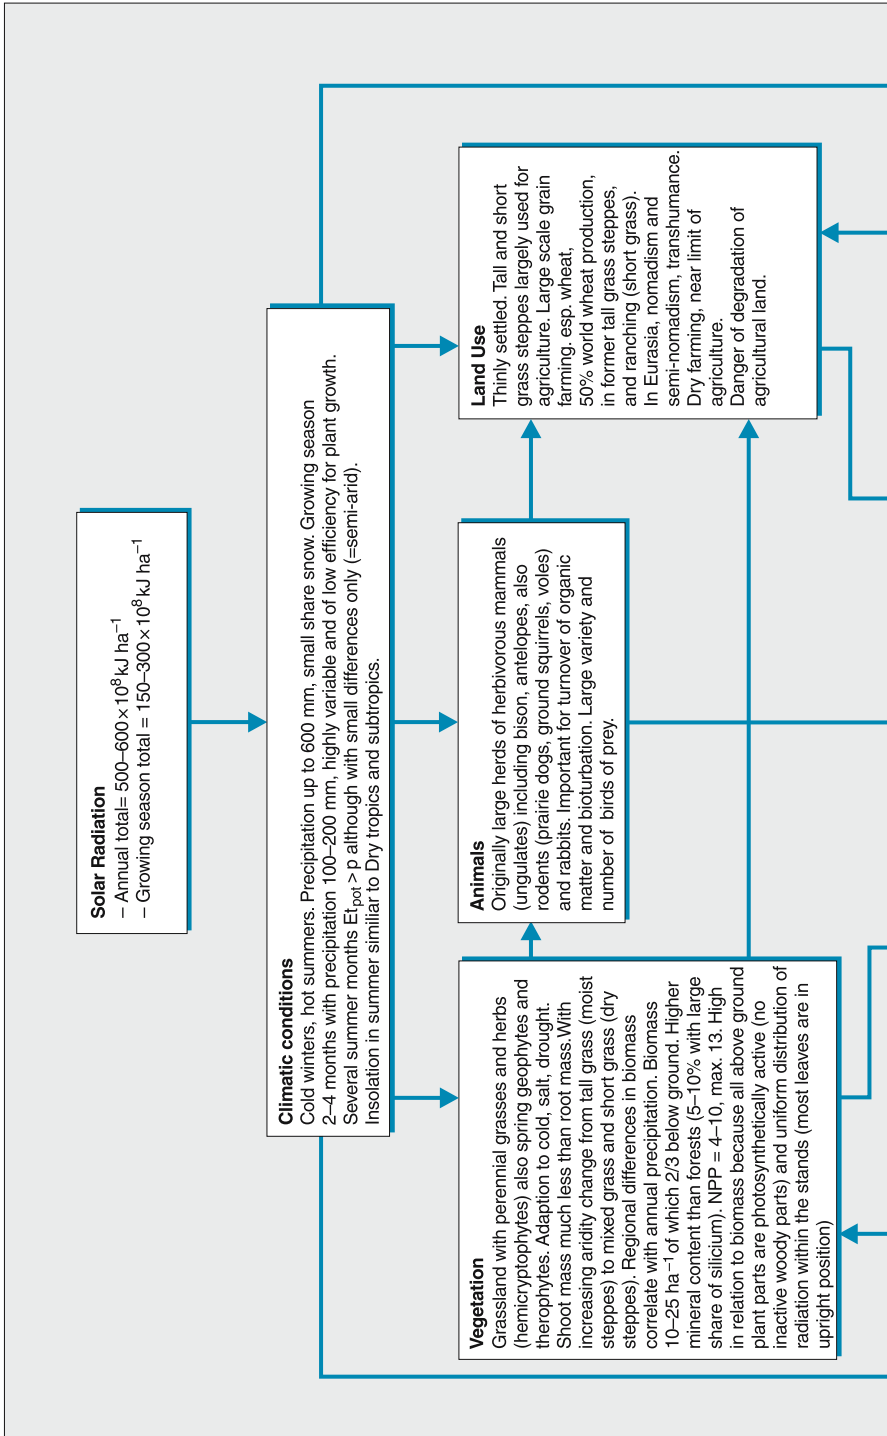 Solar Radiation
– Annual total= 500–600×10⁸kJ ha⁻¹
– Growing season total = 150–300×10⁸kJ ha⁻¹
Climatic conditions
Cold winters, hot summers. Precipitation up to 600 mm, small share snow. Growing season
2–4 months with precipitation 100–200 mm, highly variable and of low efficiency for plant growth.
Several summer months Etpot > p although with small differences only (=semi-arid).
Insolation in summer similiar to Dry tropics and subtropics.
Vegetation
Grassland with perennial grasses and herbs
(hemicryptophytes) also spring geophytes and
therophytes. Adaption to cold, salt, drought.
Shoot mass much less than root mass.With
increasing aridity change from tall grass (moist
steppes) to mixed grass and short grass (dry
steppes). Regional differences in biomass
correlate with annual precipitation. Biomass
10–25 ha⁻¹ of which 2/3 below ground. Higher
mineral content than forests (5–10% with large
share of silicium). NPP = 4–10, max. 13. High
in relation to biomass because all above ground
plant parts are photosynthetically active (no
inactive woody parts) and uniform distribution of
radiation within the stands (most leaves are in
upright position)
Animals
Originally large herds of herbivorous mammals
(ungulates) including bison, antelopes, also
rodents (prairie dogs, ground squirrels, voles)
and rabbits. Important for turnover of organic
matter and bioturbation. Large variety and
number of birds of prey.
Land Use
Thinly settled. Tall and short
grass steppes largely used for
agriculture. Large scale grain
farming. esp. wheat,
50% world wheat production,
in former tall grass steppes,
and ranching (short grass).
In Eurasia, nomadism and
semi-nomadism, transhumance.
Dry farming, near limit of
agriculture.
Danger of degradation of
agricultural land.